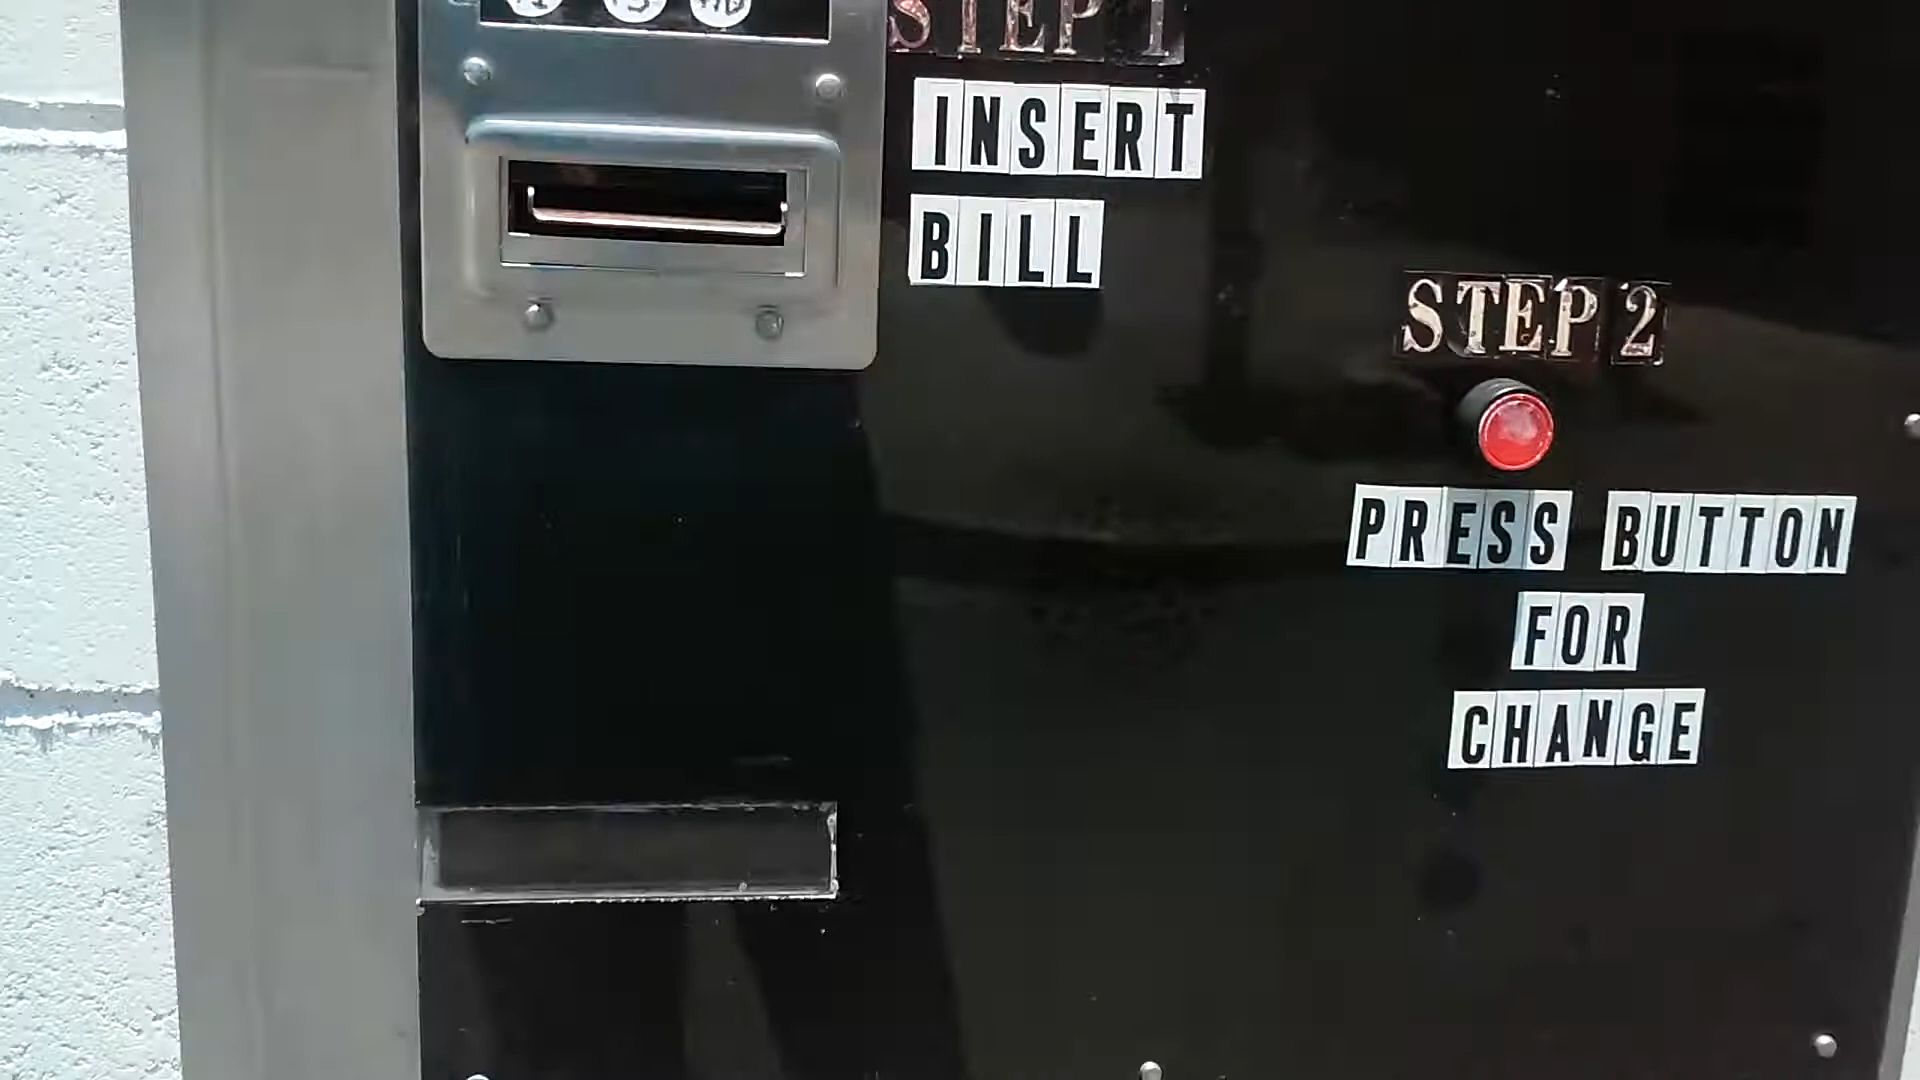 STEP 1
INSERT
BILL
STEP 2
PRESS BUTTON
FOR
CHANGE